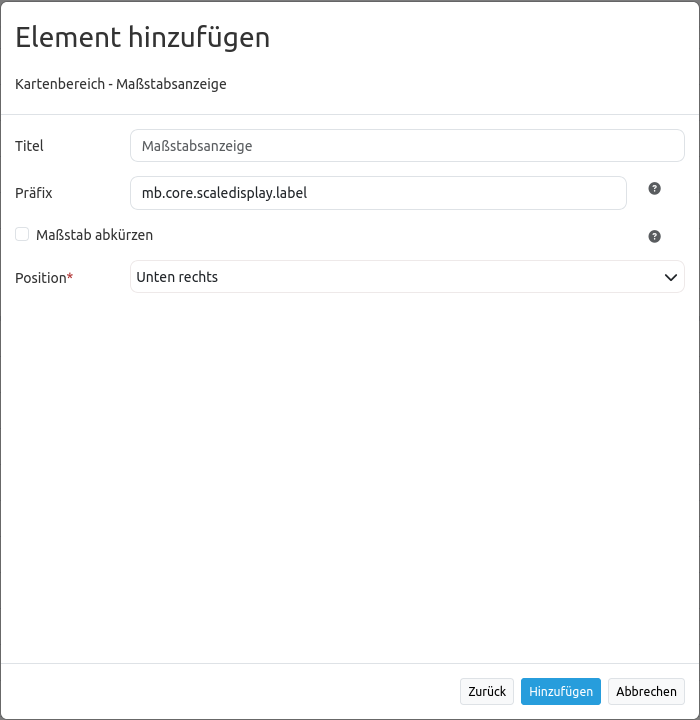 Element hinzufügen
Kartenbereich - Maßstabsanzeige
Titel Maßstabsanzeige
Präfix mb.core.scaledisplay.label ?
Maßstab abkürzen ?
Position* Unten rechts
Zurück Hinzufügen Abbrechen